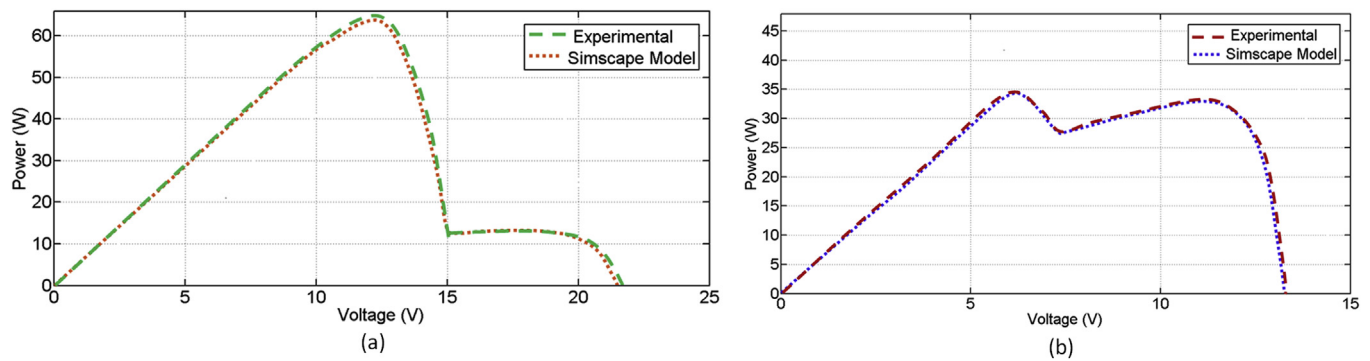 Power (W)
60
50
40
30
20
10
0
0 5 10 15 20 25
Voltage (V)
Experimental
Simscape Model
(a)
Power (W)
45
40
35
30
25
20
15
10
5
0
0 5 10 15
Voltage (V)
Experimental
Simscape Model
(b)